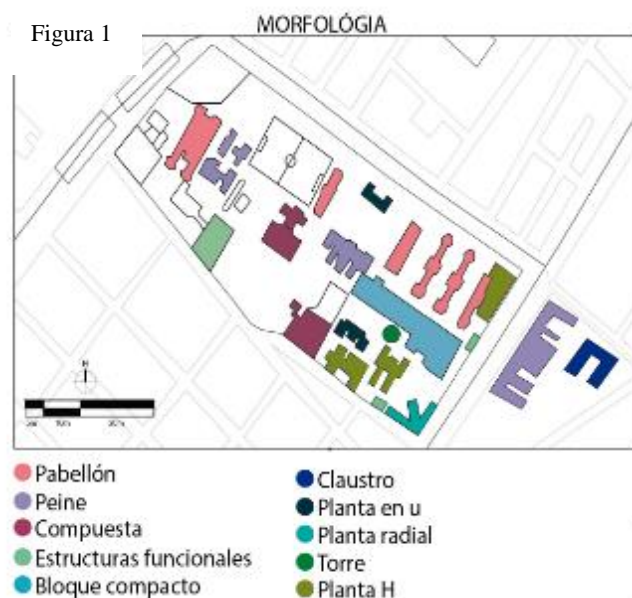 Figura 1
MORFOLÓGIA
N
Pabellón
Peine
Compuesta
Estructuras funcionales
Bloque compacto
Claustro
Planta en u
Planta radial
Torre
Planta H